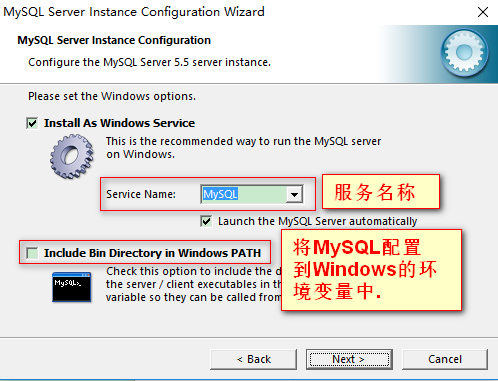 MySQL Server Instance Configuration Wizard
MySQL Server Instance Configuration
Configure the MySQL Server 5.5 server instance.
Please set the Windows options.
Install As Windows Service
This is the recommended way to run the MySQL server
on Windows.
Service Name: MySQL
服务名称
Launch the MySQL Server automatically
Include Bin Directory in Windows PATH
将MySQL配置
到Windows的环
境变量中.
Check this option to include the d
the server / client executables in th
variable so they can be called from
MySQL>_
< Back
Next >
Cancel